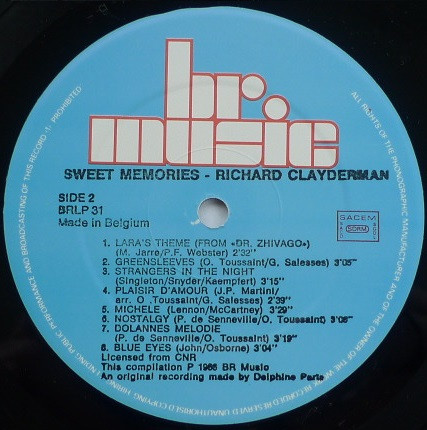 br
music
SWEET MEMORIES - RICHARD CLAYDERMAN
SIDE 2
BRLP 31
Made in Belgium
SACEM
SDRM
1. LARA'S THEME (FROM «DR. ZHIVAGO»)
(M. Jarre/P.F. Webster) 2'32"
2. GREENSLEEVES (O. Toussaint/G. Salesses) 3'05"
3. STRANGERS IN THE NIGHT
(Singleton/Snyder/Kaempfert) 3'15"
4. PLAISIR D'AMOUR (J.P. Martini/
arr. O .Toussaint/G. Salesses) 2'39"
5. MICHELE (Lennon/McCartney) 3'29"
6. NOSTALGY (P. de Senneville/O. Toussaint) 3'08"
7. DOLANNES MELODIE
(P. de Senneville/O. Toussaint) 3'19"
8. BLUE EYES (John/Osborne) 3'04"
Licensed from CNR
This compilation P 1986 BR Music
An original recording made by Delphine Paris
ALL RIGHTS OF THE PHONOGRAPHIC MANUFACTURER AND OF THE OWNER OF THE
PUBLIC PERFORMANCE AND BROADCASTING OF THIS RECORD PROHIBITED